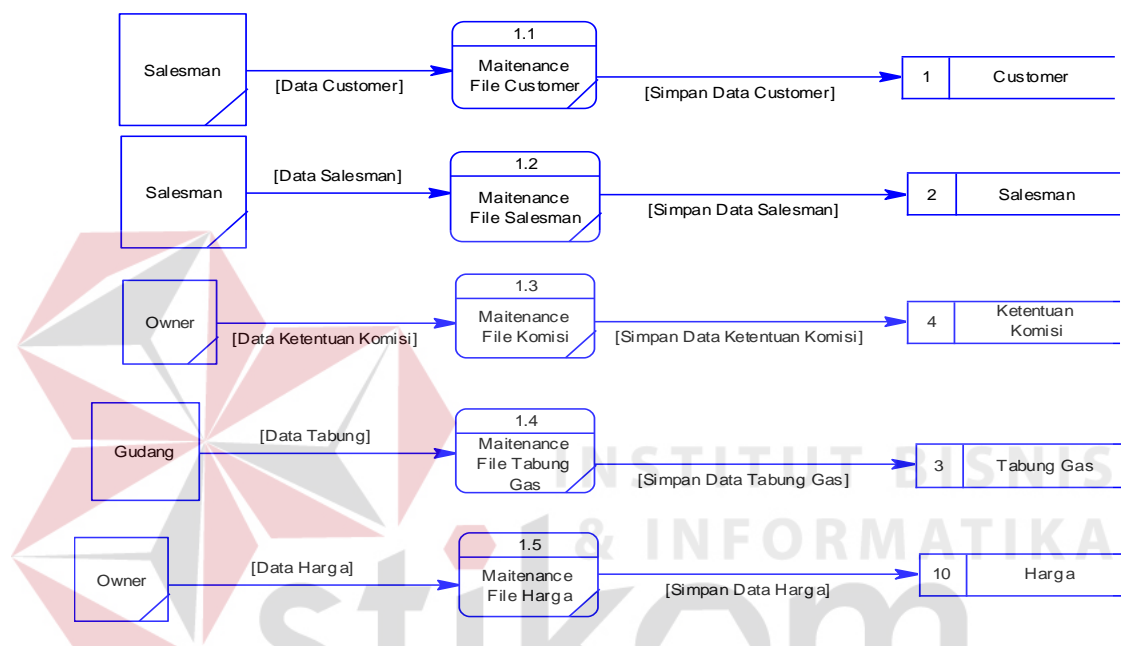 1.1
Salesman
[Data Customer]
Maitenance
File Customer
[Simpan Data Customer]
1
Customer
1.2
Salesman
[Data Salesman]
Maitenance
File Salesman
[Simpan Data Salesman]
2
Salesman
1.3
Owner
[Data Ketentuan Komisi]
Maitenance
File Komisi
[Simpan Data Ketentuan Komisi]
4
Ketentuan
Komisi
1.4
Gudang
[Data Tabung]
Maitenance
File Tabung
Gas
[Simpan Data Tabung Gas]
3
Tabung Gas
1.5
Owner
[Data Harga]
Maitenance
File Harga
[Simpan Data Harga]
10
Harga
INSTITUT BISNIS
& INFORMATIKA
stikom